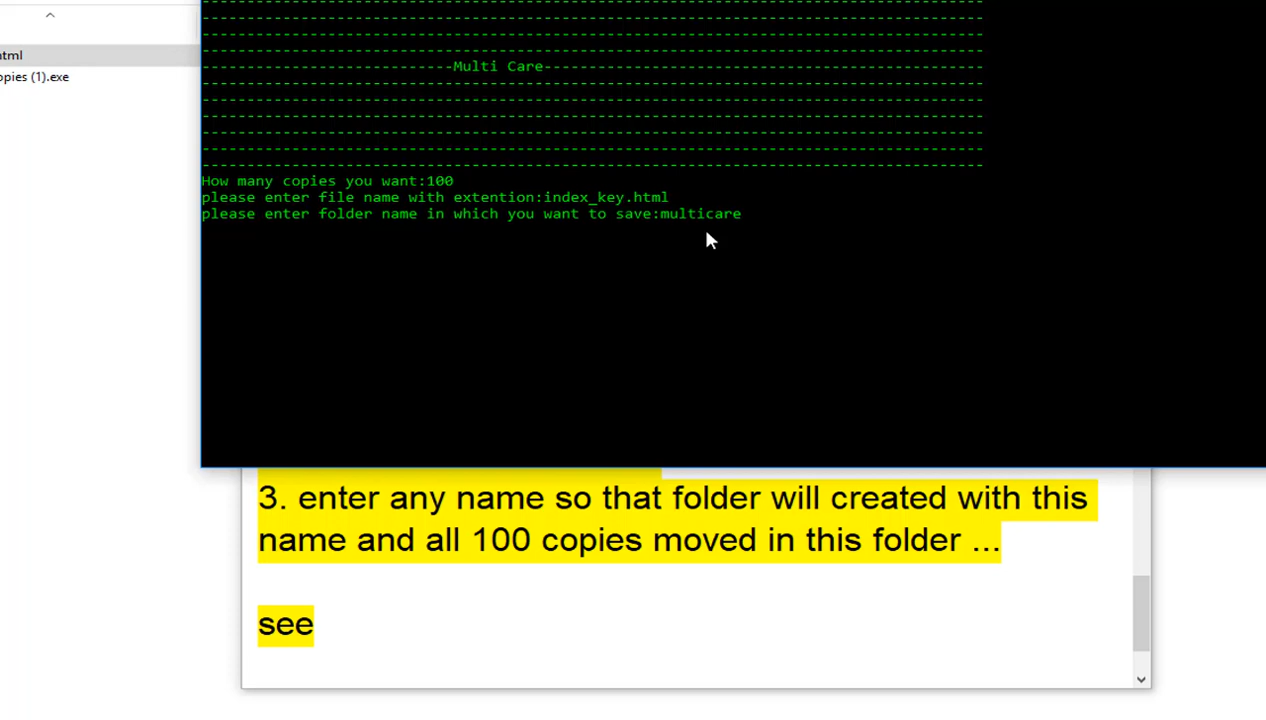 html
opies (1).exe
-Multi Care-
How many copies you want:100
please enter file name with extention:index_key.html
please enter folder name in which you want to save:multicare
3. enter any name so that folder will created with this
name and all 100 copies moved in this folder ...
see